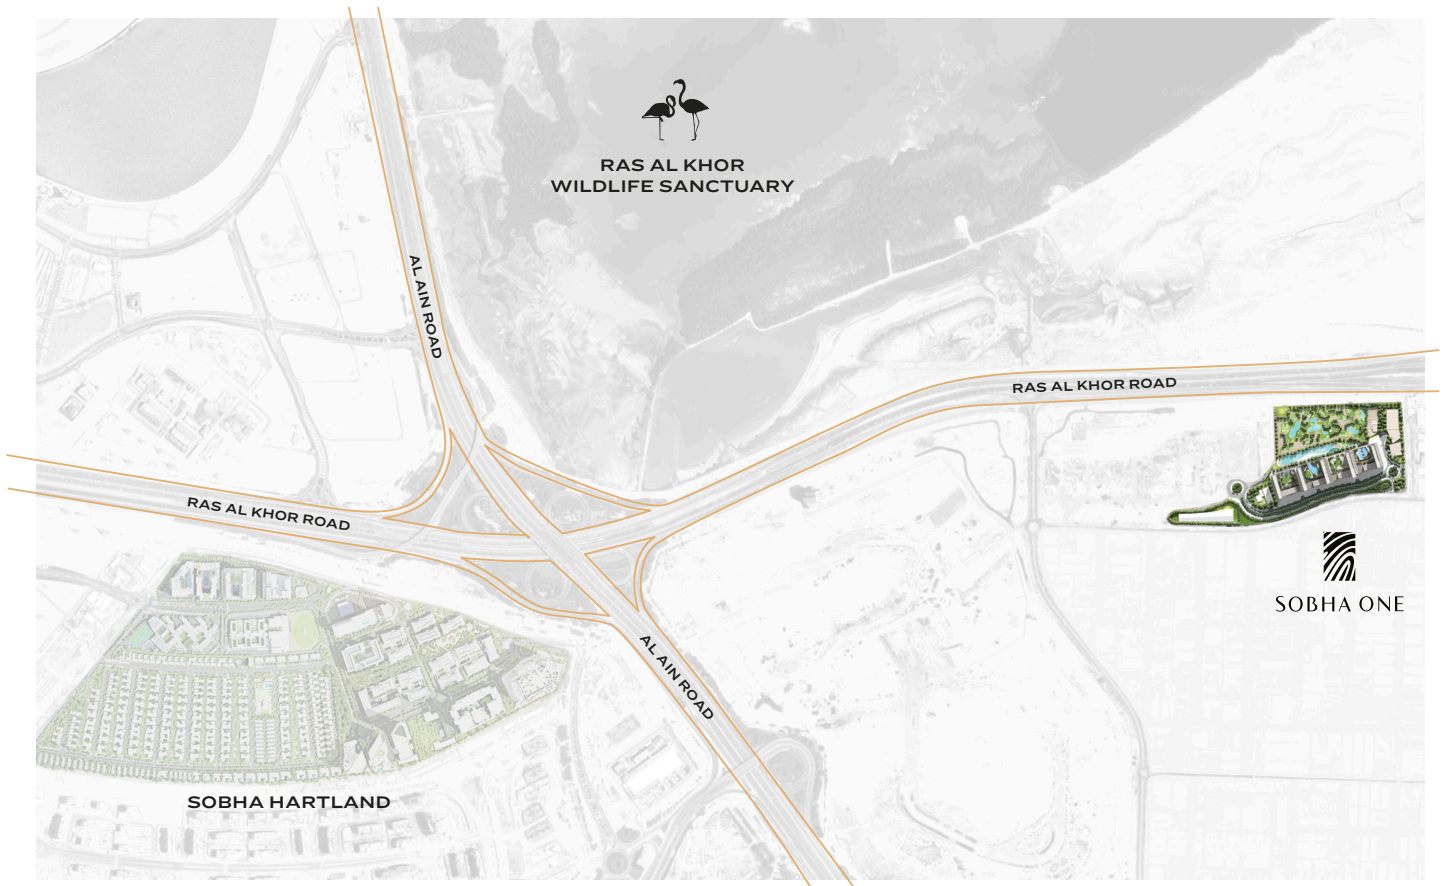 RAS AL KHOR
WILDLIFE SANCTUARY
AL AIN ROAD
RAS AL KHOR ROAD
RAS AL KHOR ROAD
SOBHA ONE
AL AIN ROAD
SOBHA HARTLAND